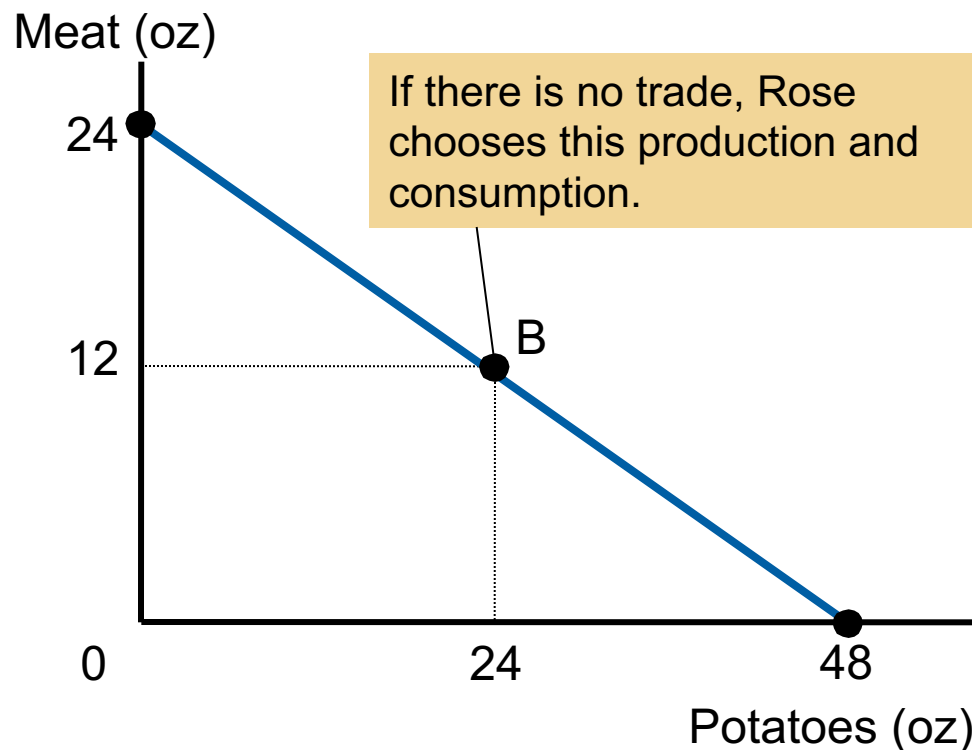 Meat (oz)
If there is no trade, Rose
chooses this production and
consumption.
24
B
12
0
24
48
Potatoes (oz)